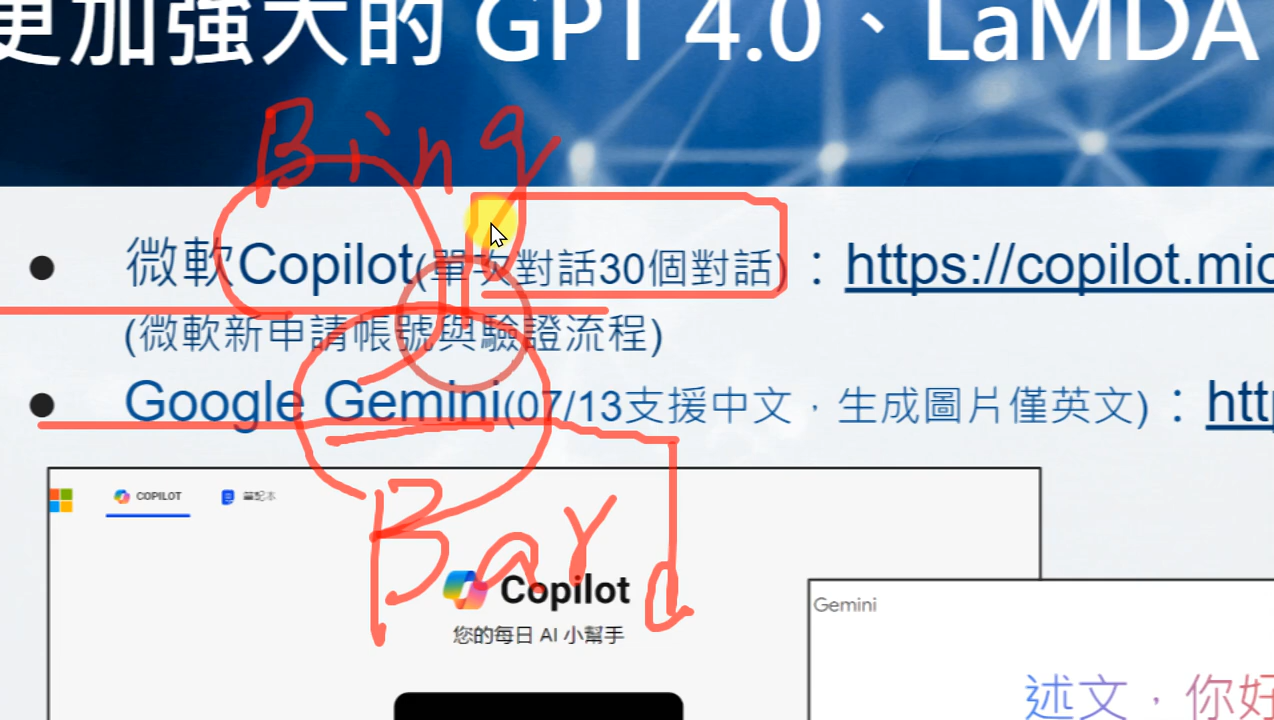 更加強大的 GPT 4.0、LaMDA
Bing
● 微軟Copilot(單次對話30個對話)：https://copilot.mic
(微軟新申請帳號與驗證流程)
● Google Gemini(07/13支援中文，生成圖片僅英文)：htt
COPILOT 筆記本
Bard
Copilot
Gemini
您的每日 AI 小幫手
述文，你好